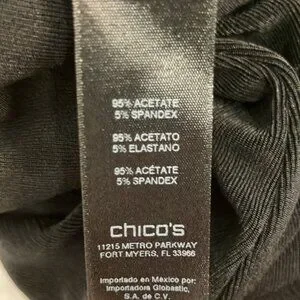 95% ACETATE
5% SPANDEX
95% ACETATO
5% ELASTANO
95% ACÉTATE
5% SPANDEX
chico's
11215 METRO PARKWAY
FORT MYERS, FL 33966
Importado en México por:
Importadora Globastic,
S.A. de C.V.